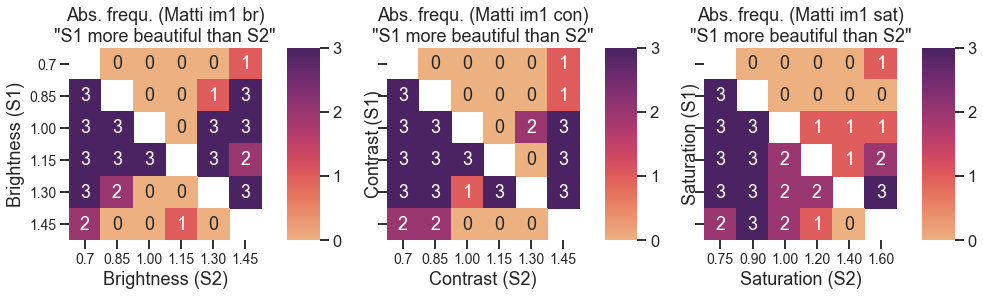 Abs. frequ. (Matti im1 br)
"S1 more beautiful than S2"
Brightness (S1)
0.7 0 0 0 0 1
0.85 3 0 0 1 3
1.00 3 3 0 3 3
1.15 3 3 3 3 2
1.30 3 2 0 0 3
1.45 2 0 0 1 0
0.7 0.85 1.00 1.15 1.30 1.45
Brightness (S2)
3
2
1
0
Abs. frequ. (Matti im1 con)
"S1 more beautiful than S2"
Contrast (S1)
0 0 0 0 1
3 0 0 0 1
3 3 0 2 3
3 3 3 0 3
3 3 1 3 3
2 2 0 0 0
0.7 0.85 1.00 1.15 1.30 1.45
Contrast (S2)
3
2
1
0
Abs. frequ. (Matti im1 sat)
"S1 more beautiful than S2"
Saturation (S1)
0 0 0 0 1
3 0 0 0 0
3 3 1 1 1
3 3 2 1 2
3 3 2 2 3
2 3 2 1 0
0.75 0.90 1.00 1.20 1.40 1.60
Saturation (S2)
3
2
1
0